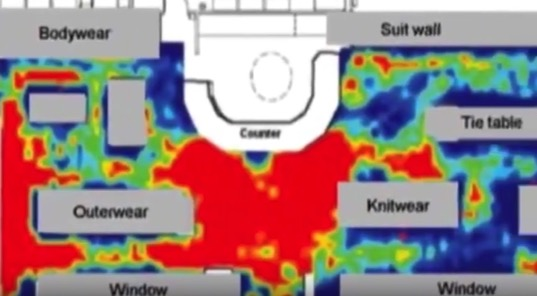 Bodywear
Suit wall
Counter
Tie table
Outerwear
Knitwear
Window
Window